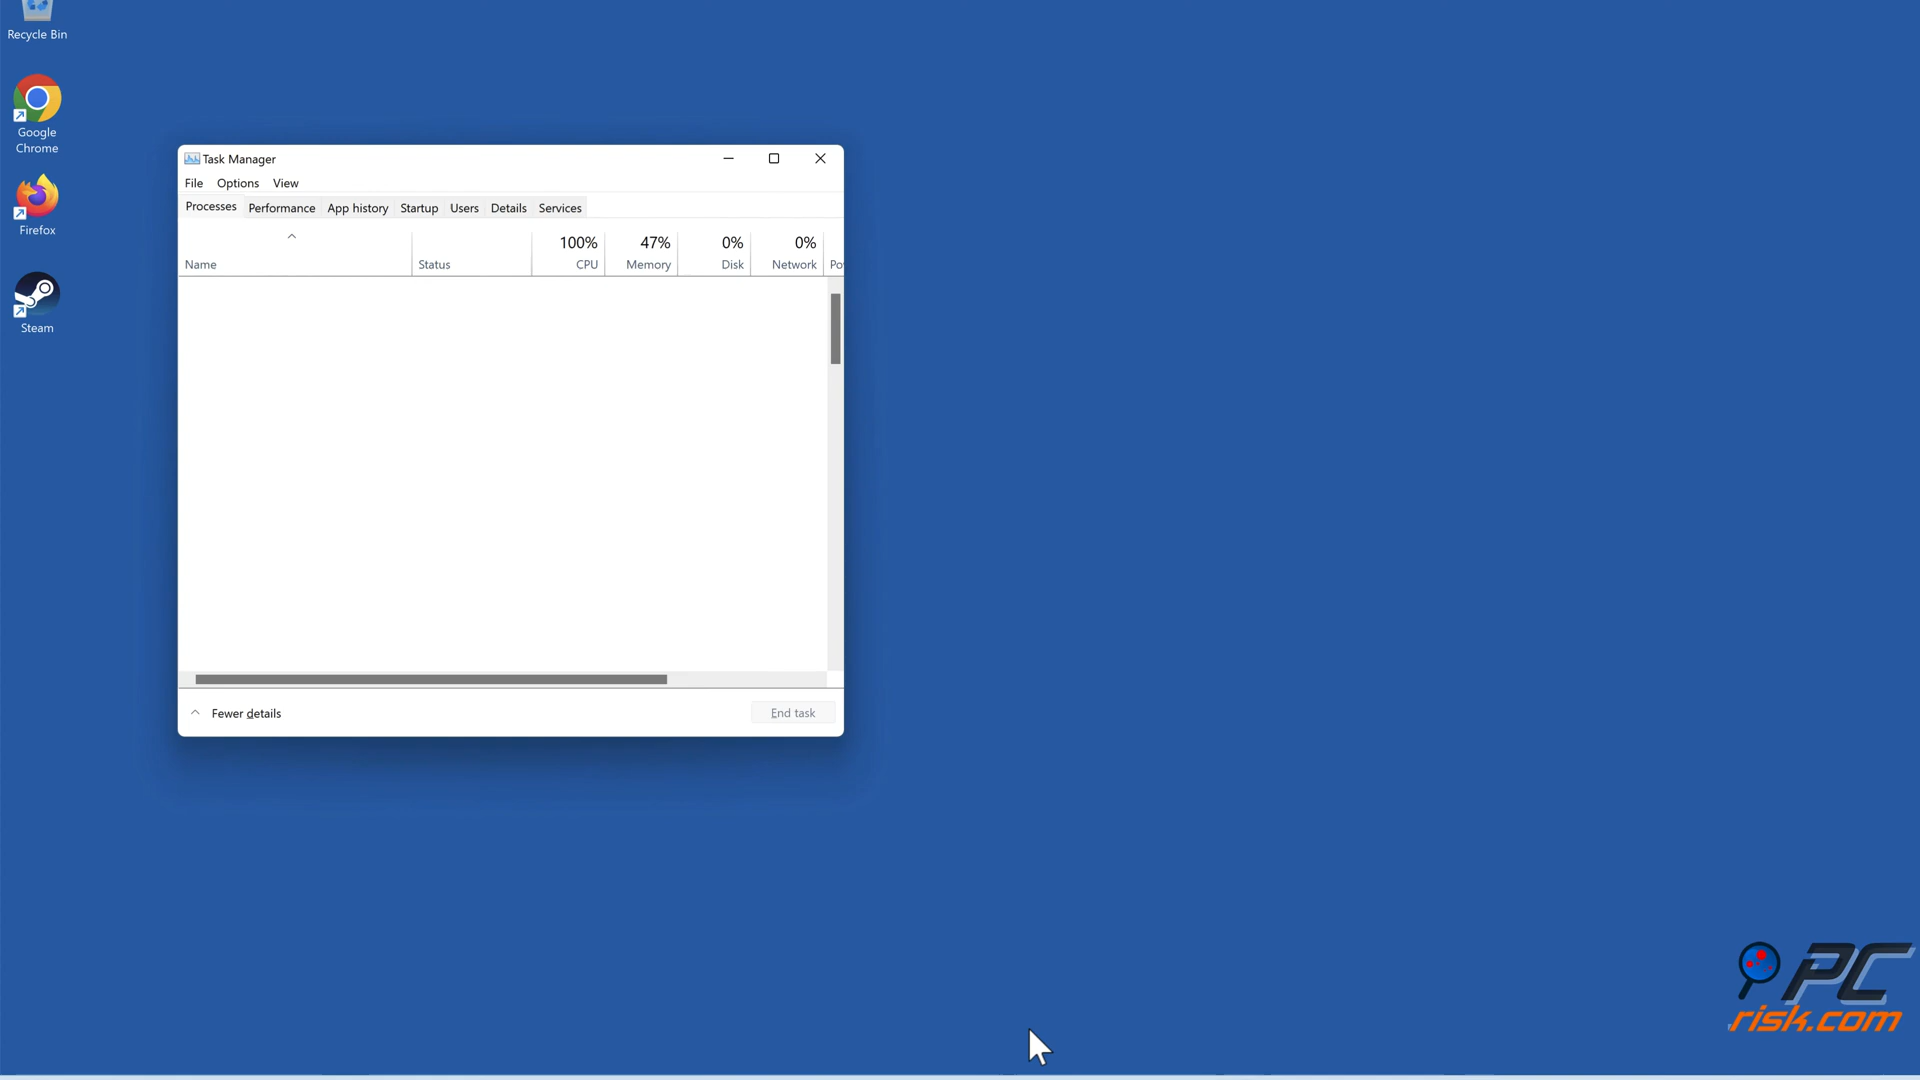 Recycle Bin
Google
Chrome
Firefox
Steam
Task Manager
File Options View
Processes Performance App history Startup Users Details Services
100% 47% 0% 0%
Name Status CPU Memory Disk Network Po
Fewer details End task
PC
risk.com